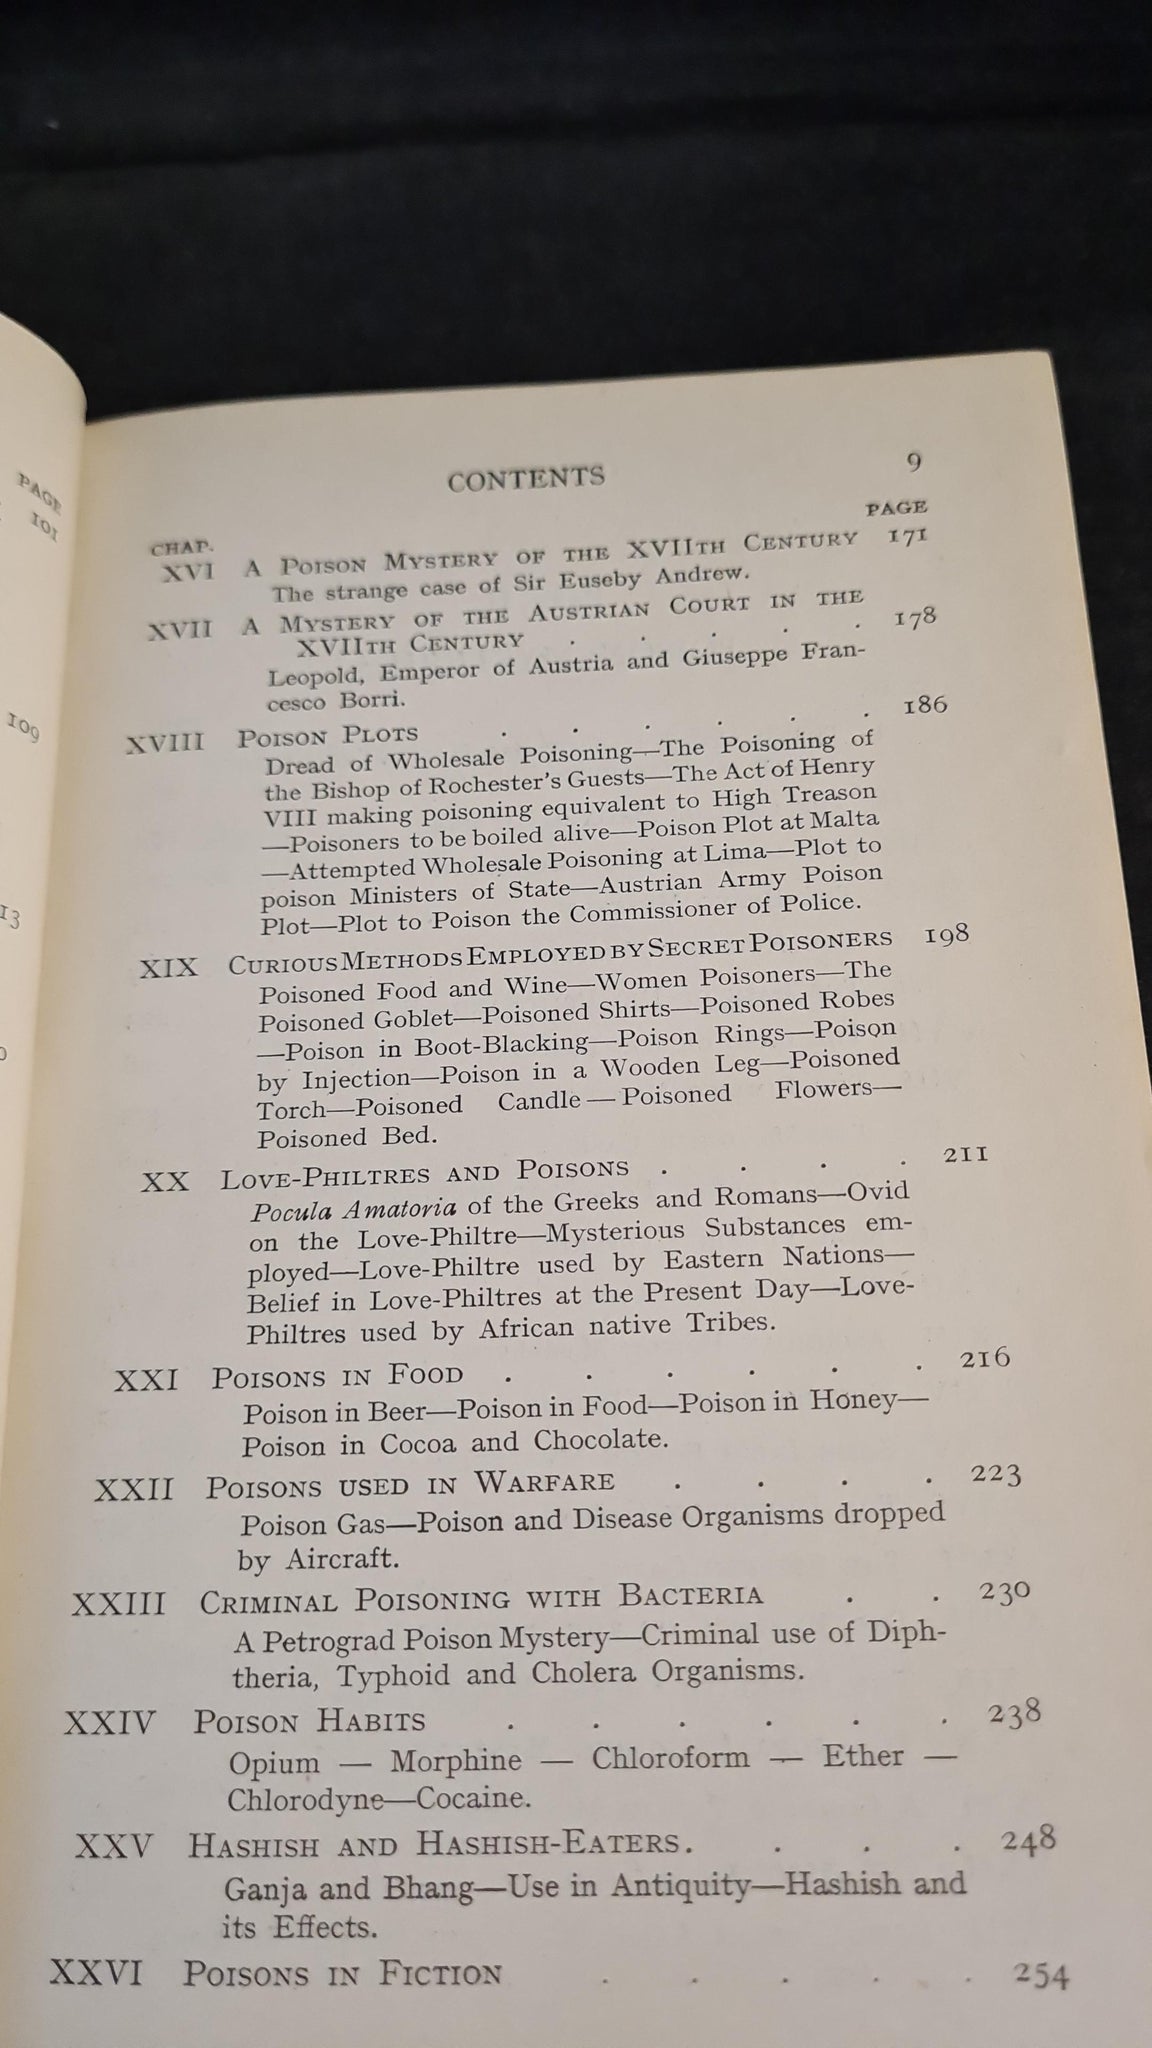 PAGE
101
109
13
CONTENTS 9
PAGE
CHAP.
XVI A POISON MYSTERY OF THE XVIITH CENTURY 171
The strange case of Sir Euseby Andrew.
XVII A MYSTERY OF THE AUSTRIAN COURT IN THE
XVIITH CENTURY . . . . . 178
Leopold, Emperor of Austria and Giuseppe Fran-
cesco Borri.
XVIII POISON PLOTS . . . . . . 186
Dread of Wholesale Poisoning—The Poisoning of
the Bishop of Rochester's Guests—The Act of Henry
VIII making poisoning equivalent to High Treason
—Poisoners to be boiled alive—Poison Plot at Malta
—Attempted Wholesale Poisoning at Lima—Plot to
poison Ministers of State—Austrian Army Poison
Plot—Plot to Poison the Commissioner of Police.
XIX CURIOUS METHODS EMPLOYED BY SECRET POISONERS 198
Poisoned Food and Wine—Women Poisoners—The
Poisoned Goblet—Poisoned Shirts—Poisoned Robes
—Poison in Boot-Blacking—Poison Rings—Poison
by Injection—Poison in a Wooden Leg—Poisoned
Torch—Poisoned Candle—Poisoned Flowers—
Poisoned Bed.
XX LOVE-PHILTRES AND POISONS . . . . 211
Pocula Amatoria of the Greeks and Romans—Ovid
on the Love-Philtre—Mysterious Substances em-
ployed—Love-Philtre used by Eastern Nations—
Belief in Love-Philtres at the Present Day—Love-
Philtres used by African native Tribes.
XXI POISONS IN FOOD . . . . . . 216
Poison in Beer—Poison in Food—Poison in Honey—
Poison in Cocoa and Chocolate.
XXII POISONS USED IN WARFARE . . . . 223
Poison Gas—Poison and Disease Organisms dropped
by Aircraft.
XXIII CRIMINAL POISONING WITH BACTERIA . . 230
A Petrograd Poison Mystery—Criminal use of Diph-
theria, Typhoid and Cholera Organisms.
XXIV POISON HABITS . . . . . . 238
Opium — Morphine — Chloroform — Ether —
Chlorodyne—Cocaine.
XXV HASHISH AND HASHISH-EATERS. . . . 248
Ganja and Bhang—Use in Antiquity—Hashish and
its Effects.
XXVI POISONS IN FICTION . . . . . 254